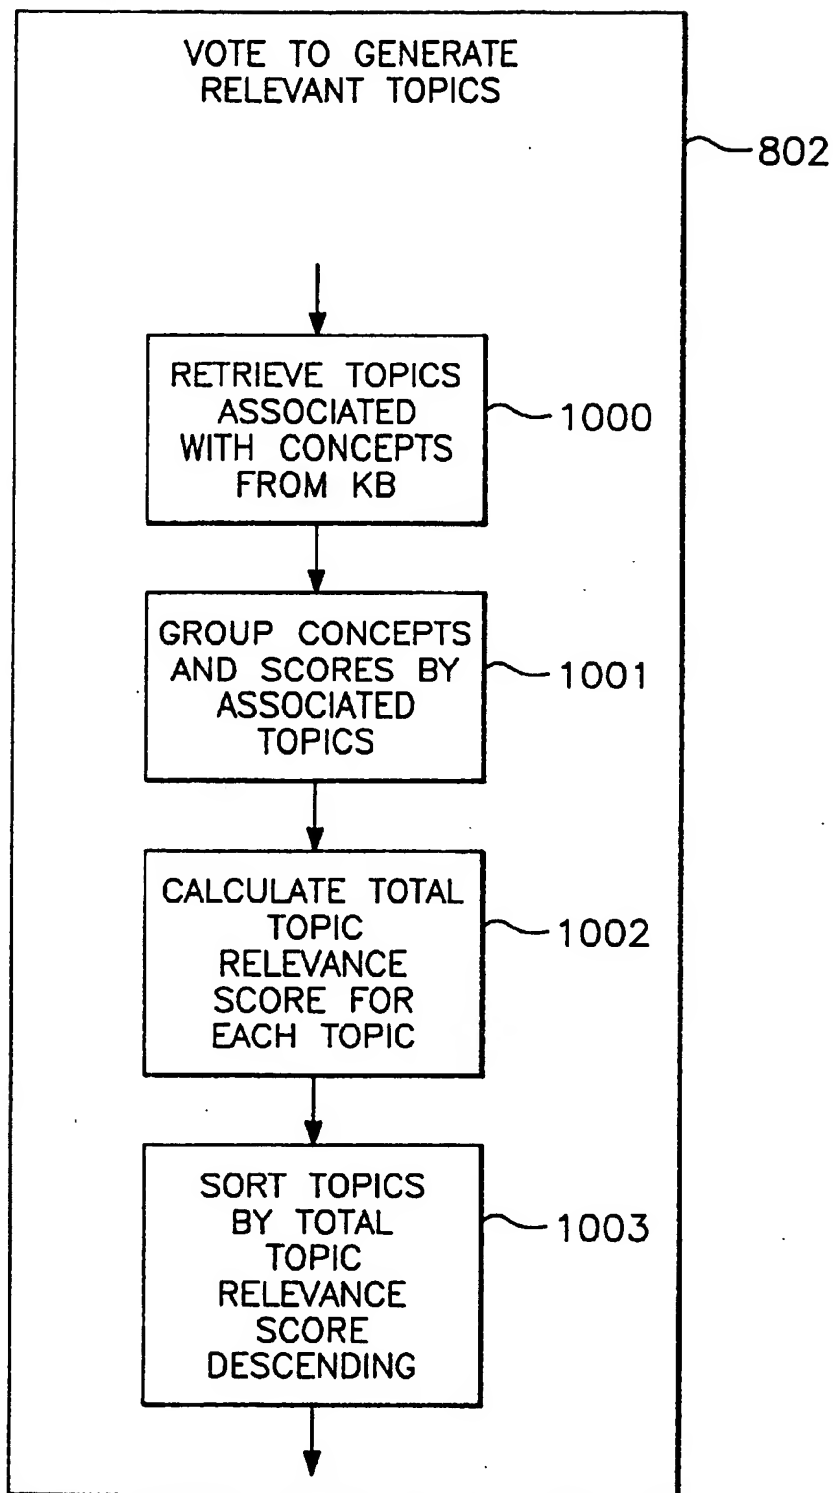 VOTE TO GENERATE
RELEVANT TOPICS
802
RETRIEVE TOPICS
ASSOCIATED
WITH CONCEPTS
FROM KB
1000
GROUP CONCEPTS
AND SCORES BY
ASSOCIATED
TOPICS
1001
CALCULATE TOTAL
TOPIC
RELEVANCE
SCORE FOR
EACH TOPIC
1002
SORT TOPICS
BY TOTAL
TOPIC
RELEVANCE
SCORE
DESCENDING
1003